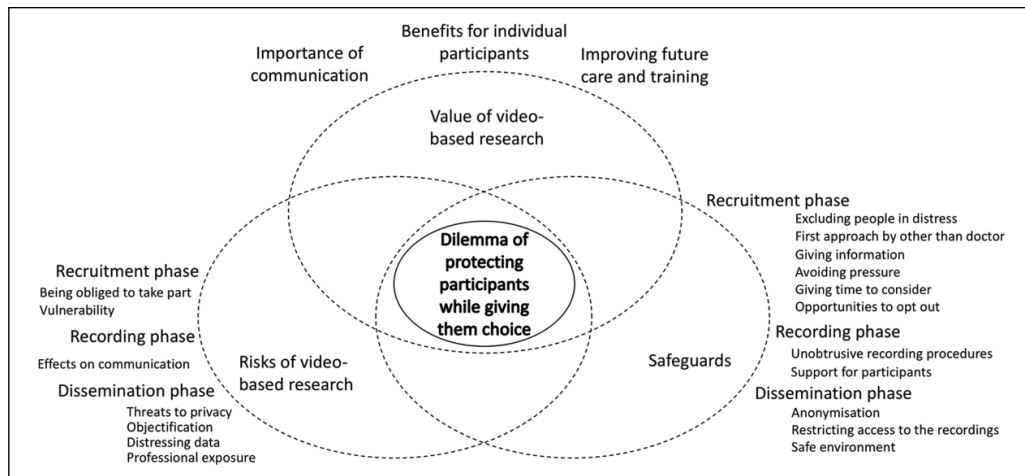 Benefits for individual
participants
Importance of
communication
Improving future
care and training
Value of video-
based research
Dilemma of
protecting
participants
while giving
them choice
Recruitment phase
Being obliged to take part
Vulnerability
Recording phase
Effects on communication
Dissemination phase
Threats to privacy
Objectification
Distressing data
Professional exposure
Risks of video-
based research
Safeguards
Recruitment phase
Excluding people in distress
First approach by other than doctor
Giving information
Avoiding pressure
Giving time to consider
Opportunities to opt out
Recording phase
Unobtrusive recording procedures
Support for participants
Dissemination phase
Anonymisation
Restricting access to the recordings
Safe environment